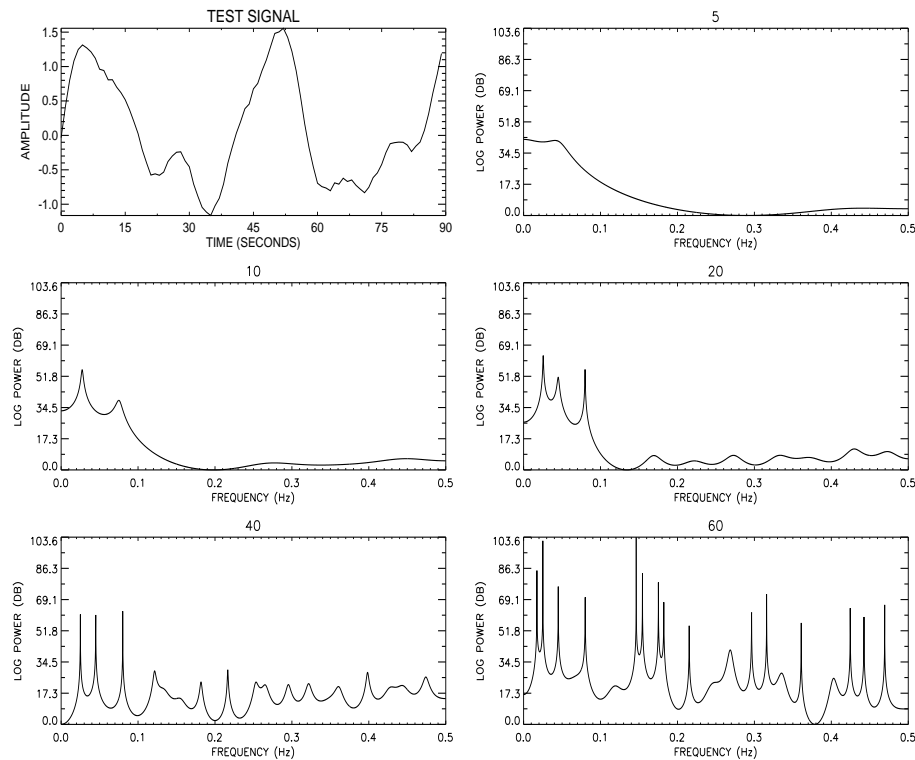 TEST SIGNAL
1.5
1.0
0.5
0.0
-0.5
-1.0
AMPLITUDE
0 15 30 45 60 75 90
TIME (SECONDS)
5
103.6
86.3
69.1
51.8
34.5
17.3
0.0
LOG POWER (DB)
0.0 0.1 0.2 0.3 0.4 0.5
FREQUENCY (Hz)
10
103.6
86.3
69.1
51.8
34.5
17.3
0.0
LOG POWER (DB)
0.0 0.1 0.2 0.3 0.4 0.5
FREQUENCY (Hz)
20
103.6
86.3
69.1
51.8
34.5
17.3
0.0
LOG POWER (DB)
0.0 0.1 0.2 0.3 0.4 0.5
FREQUENCY (Hz)
40
103.6
86.3
69.1
51.8
34.5
17.3
0.0
LOG POWER (DB)
0.0 0.1 0.2 0.3 0.4 0.5
FREQUENCY (Hz)
60
103.6
86.3
69.1
51.8
34.5
17.3
0.0
LOG POWER (DB)
0.0 0.1 0.2 0.3 0.4 0.5
FREQUENCY (Hz)